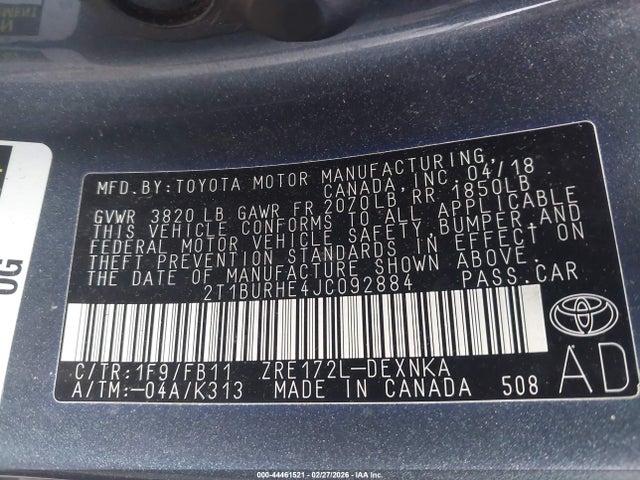 MFD.BY:TOYOTA MOTOR MANUFACTURING,
CANADA, INC. 04/18
GVWR 3820 LB GAWR FR 2070LB RR 1850LB
THIS VEHICLE CONFORMS TO ALL APPLICABLE
FEDERAL MOTOR VEHICLE SAFETY, BUMPER, AND
THEFT PREVENTION STANDARDS IN EFFECT ON
THE DATE OF MANUFACTURE SHOWN ABOVE.
2T1BURHE4JC092884 PASS.CAR
C/TR:1F9/FB11 ZRE172L-DEXNKA
A/TM:-04A/K313 MADE IN CANADA 508
AD
UG
000-44461521 - 02/27/2026 - IAA Inc.